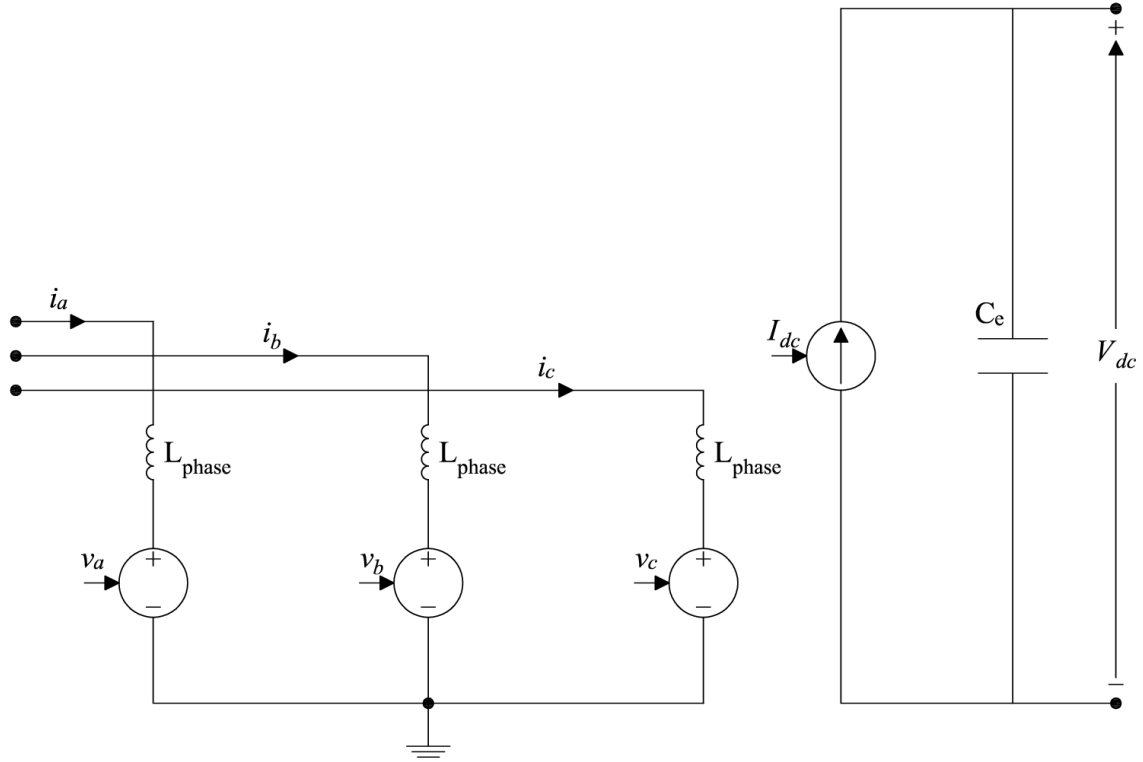 +
i_a
i_b
I_dc
C_e
V_dc
i_c
L_phase
L_phase
L_phase
v_a
+
v_b
+
v_c
+
−
−
−
−